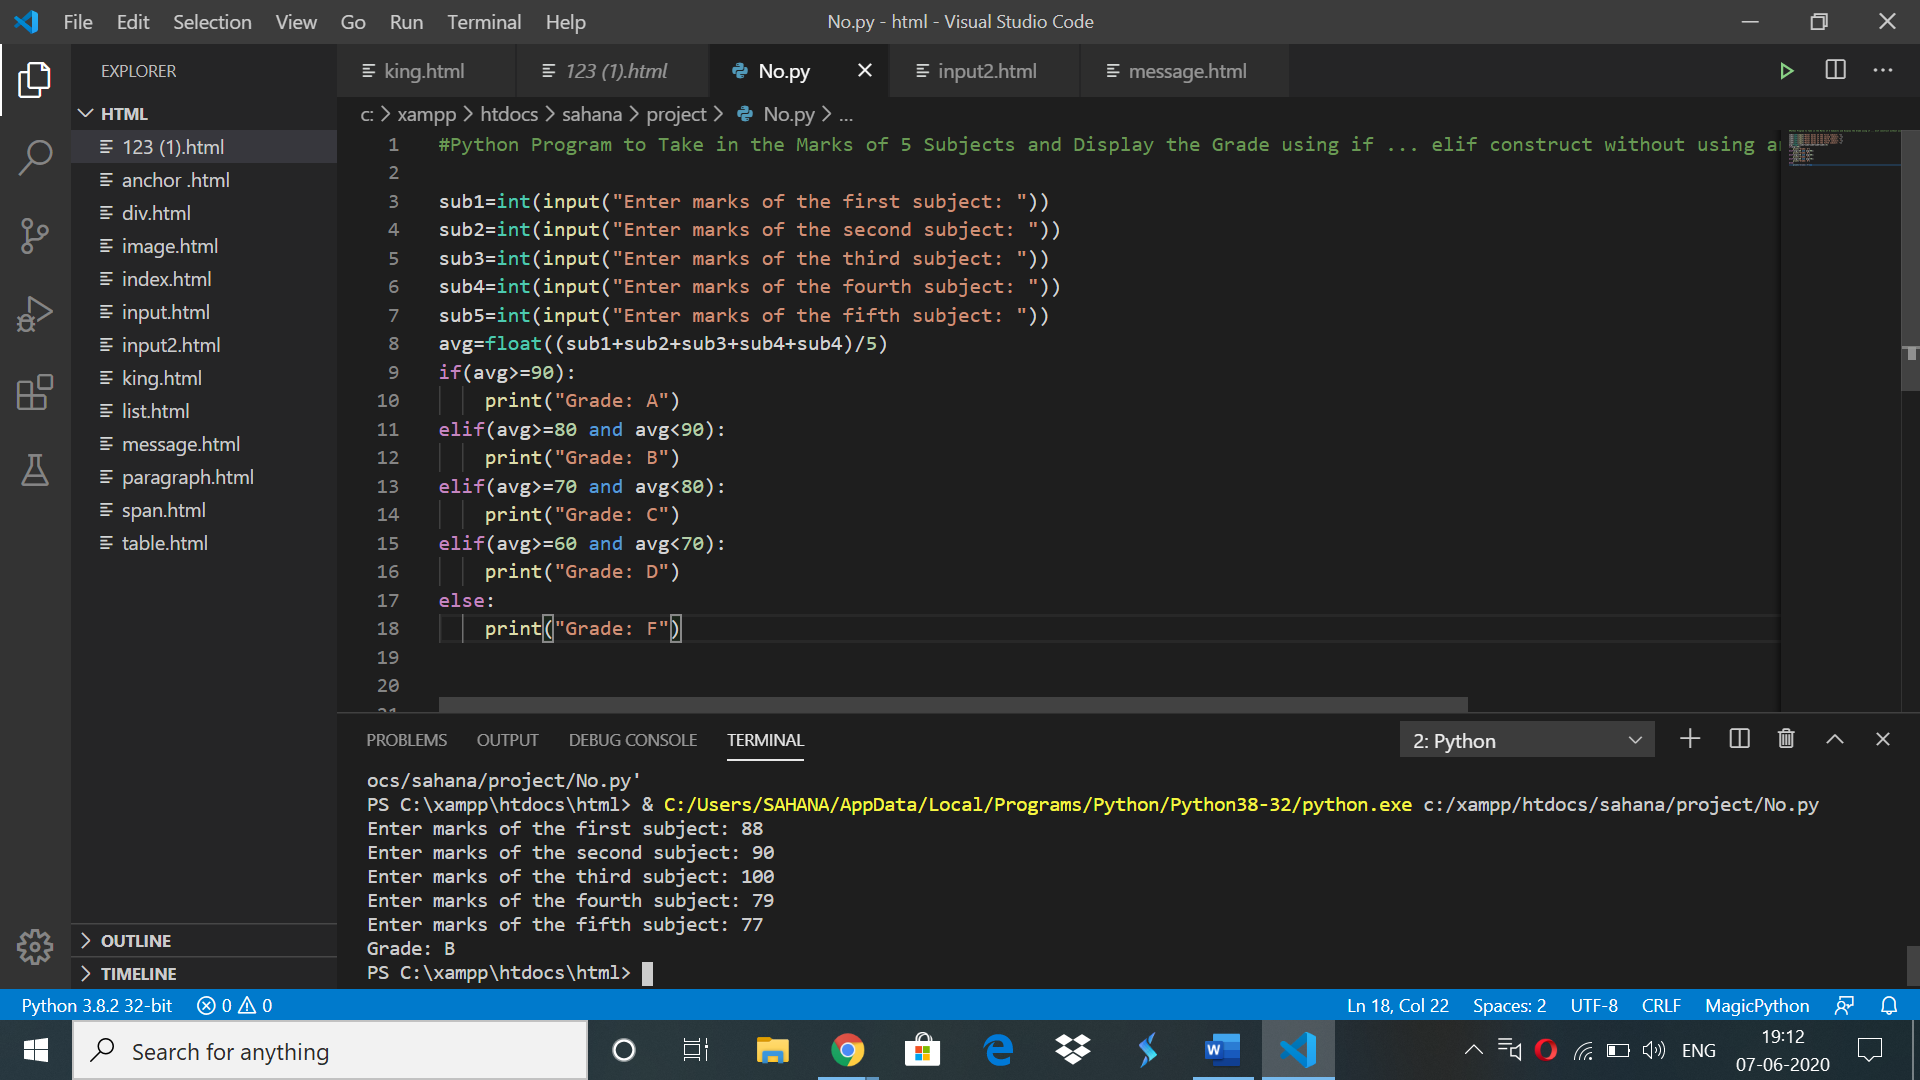 File Edit Selection View Go Run Terminal Help
No.py - html - Visual Studio Code
EXPLORER
king.html
123 (1).html
No.py
input2.html
message.html
HTML
c: > xampp > htdocs > sahana > project > No.py > ...
123 (1).html
anchor .html
div.html
image.html
index.html
input.html
input2.html
king.html
list.html
message.html
paragraph.html
span.html
table.html
OUTLINE
TIMELINE
1 #Python Program to Take in the Marks of 5 Subjects and Display the Grade using if ... elif construct without using
2
3 sub1=int(input("Enter marks of the first subject: "))
4 sub2=int(input("Enter marks of the second subject: "))
5 sub3=int(input("Enter marks of the third subject: "))
6 sub4=int(input("Enter marks of the fourth subject: "))
7 sub5=int(input("Enter marks of the fifth subject: "))
8 avg=float((sub1+sub2+sub3+sub4+sub4)/5)
9 if(avg>=90):
10 print("Grade: A")
11 elif(avg>=80 and avg<90):
12 print("Grade: B")
13 elif(avg>=70 and avg<80):
14 print("Grade: C")
15 elif(avg>=60 and avg<70):
16 print("Grade: D")
17 else:
18 print("Grade: F")
19
20
PROBLEMS OUTPUT DEBUG CONSOLE TERMINAL
2: Python
ocs/sahana/project/No.py'
PS C:\xampp\htdocs\html> & C:/Users/SAHANA/AppData/Local/Programs/Python/Python38-32/python.exe c:/xampp/htdocs/sahana/project/No.py
Enter marks of the first subject: 88
Enter marks of the second subject: 90
Enter marks of the third subject: 100
Enter marks of the fourth subject: 79
Enter marks of the fifth subject: 77
Grade: B
PS C:\xampp\htdocs\html>
Python 3.8.2 32-bit 0 0
Ln 18, Col 22 Spaces: 2 UTF-8 CRLF MagicPython
Search for anything
ENG
19:12
07-06-2020